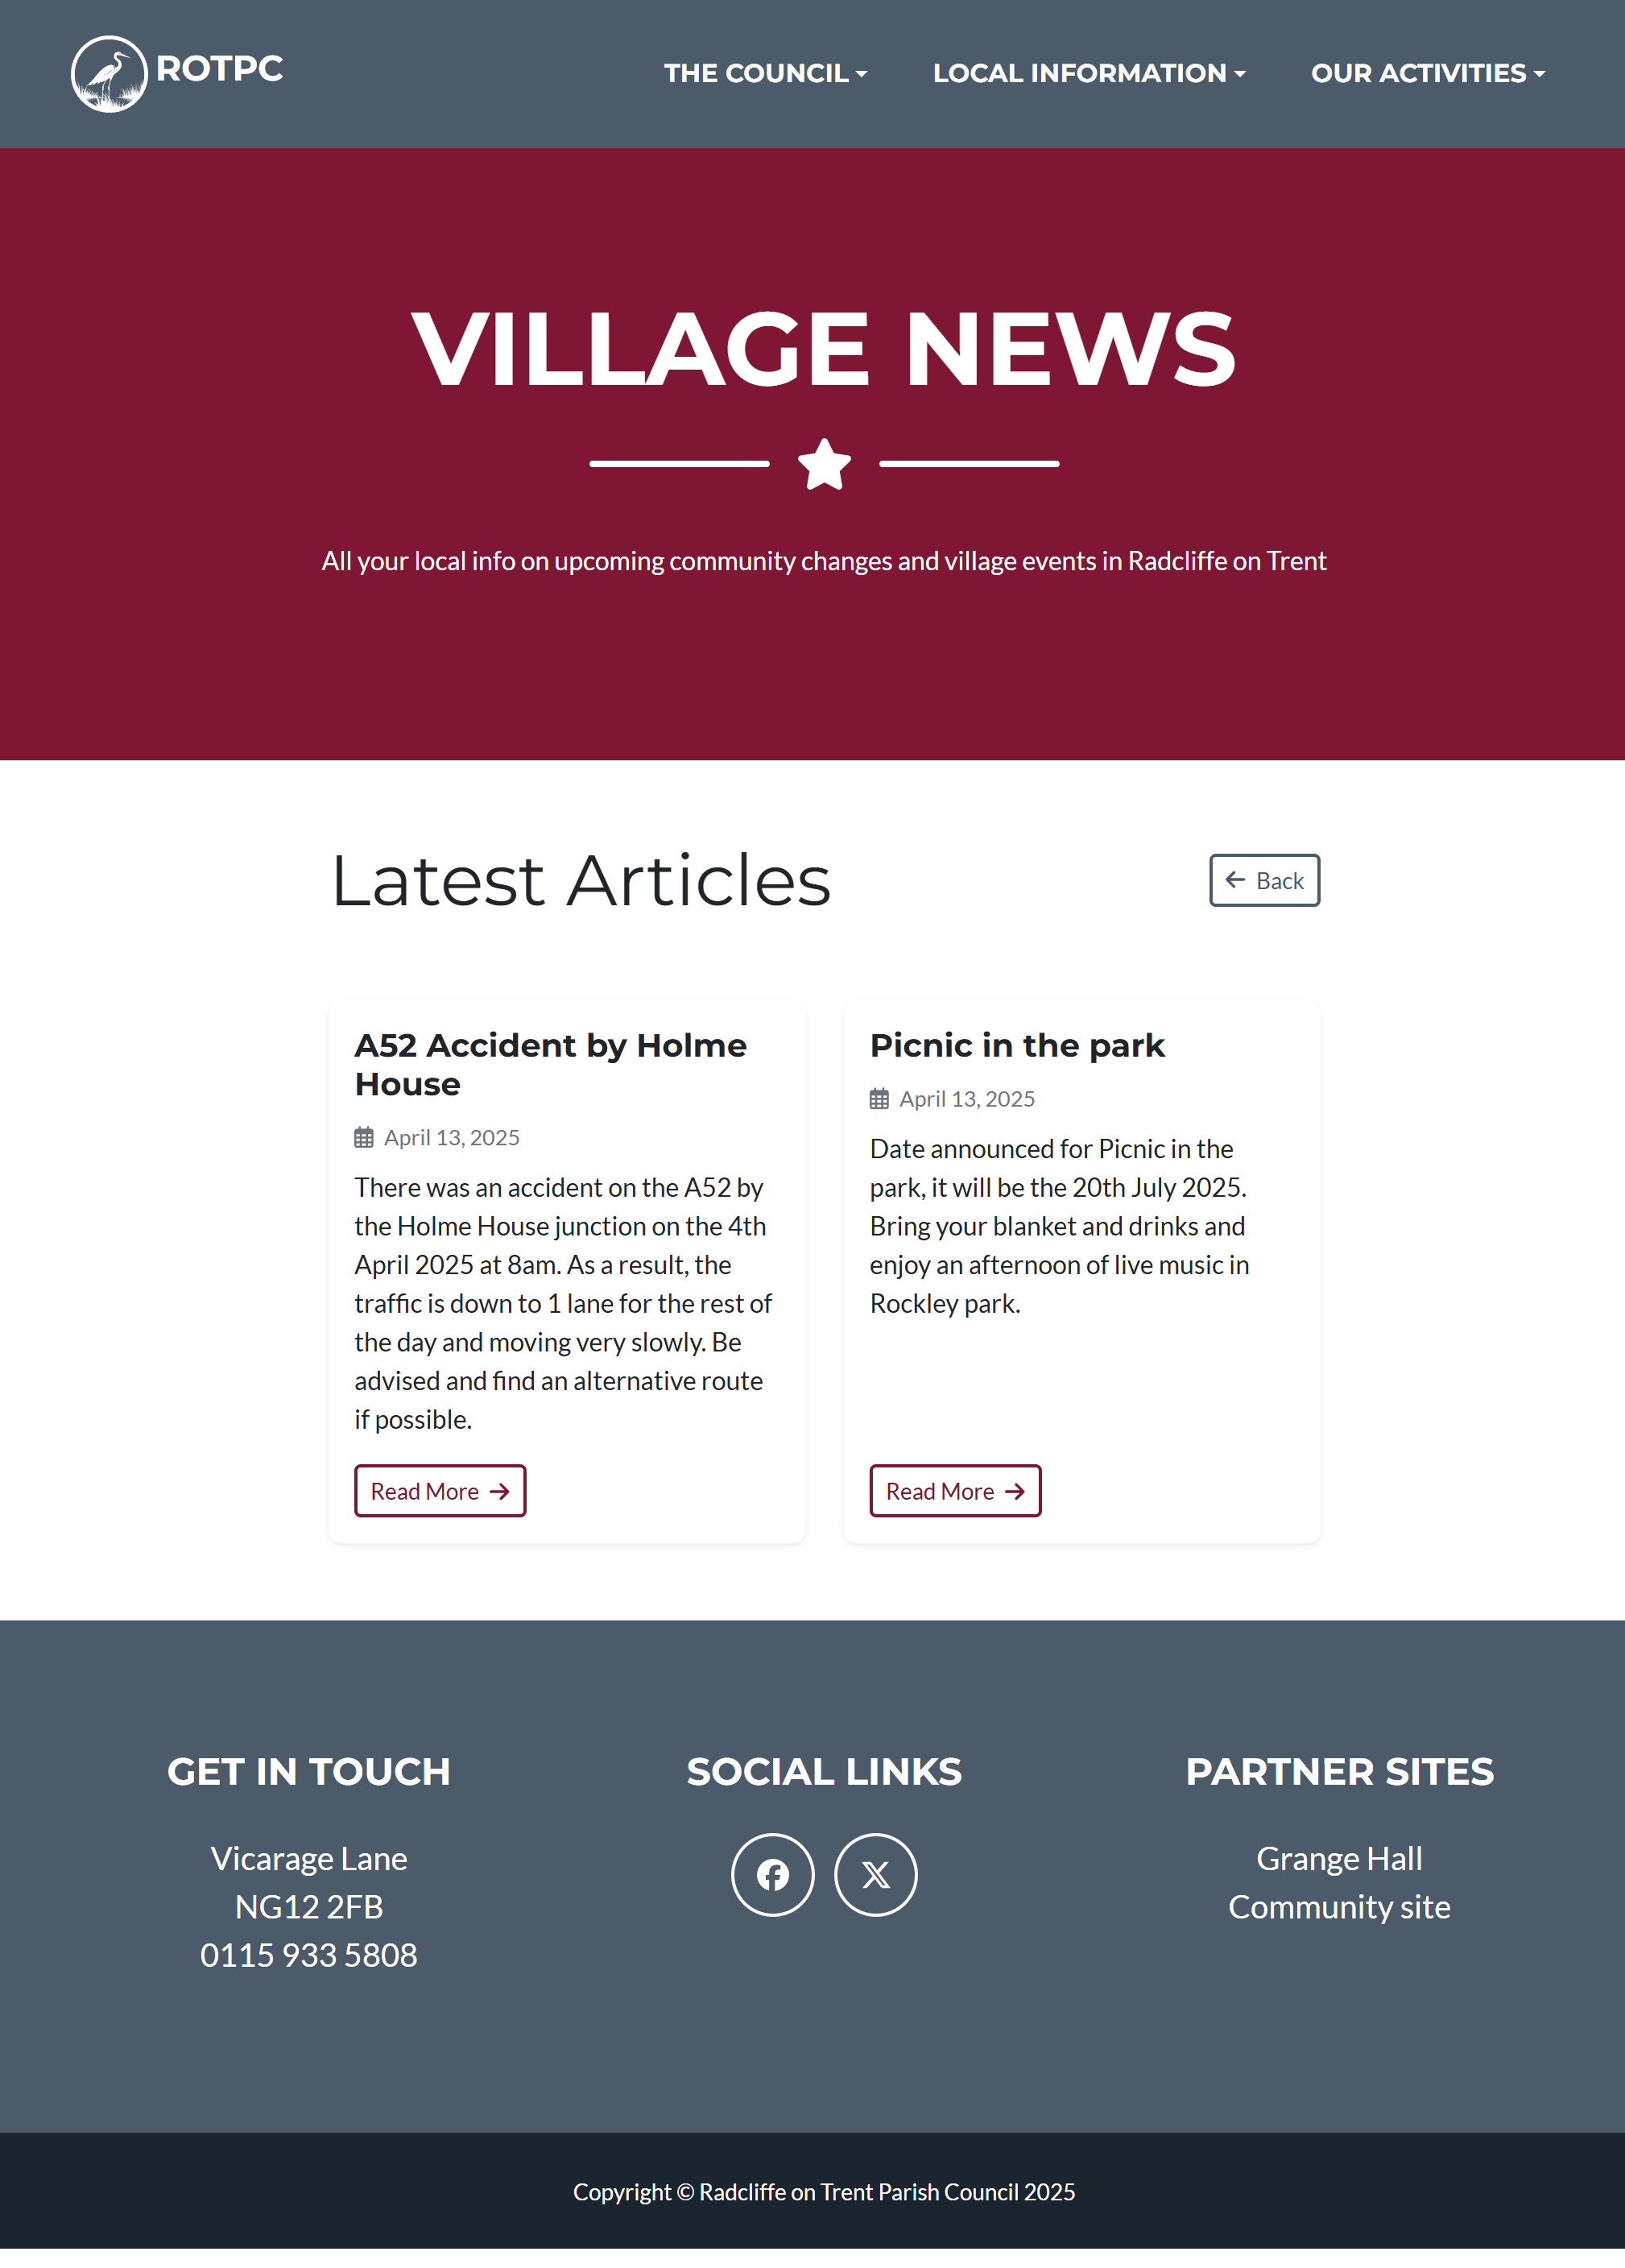 ROTPC
THE COUNCIL
LOCAL INFORMATION
OUR ACTIVITIES
VILLAGE NEWS
All your local info on upcoming community changes and village events in Radcliffe on Trent
Latest Articles
Back
A52 Accident by Holme
House
April 13, 2025
There was an accident on the A52 by
the Holme House junction on the 4th
April 2025 at 8am. As a result, the
traffic is down to 1 lane for the rest of
the day and moving very slowly. Be
advised and find an alternative route
if possible.
Read More
Picnic in the park
April 13, 2025
Date announced for Picnic in the
park, it will be the 20th July 2025.
Bring your blanket and drinks and
enjoy an afternoon of live music in
Rockley park.
Read More
GET IN TOUCH
Vicarage Lane
NG12 2FB
0115 933 5808
SOCIAL LINKS
PARTNER SITES
Grange Hall
Community site
Copyright © Radcliffe on Trent Parish Council 2025